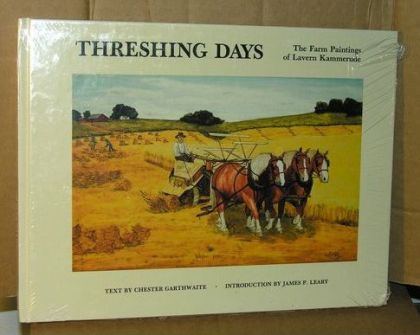 THRESHING DAYS
The Farm Paintings
of Lavern Kammerude
TEXT BY CHESTER GARTHWAITE · INTRODUCTION BY JAMES P. LEARY